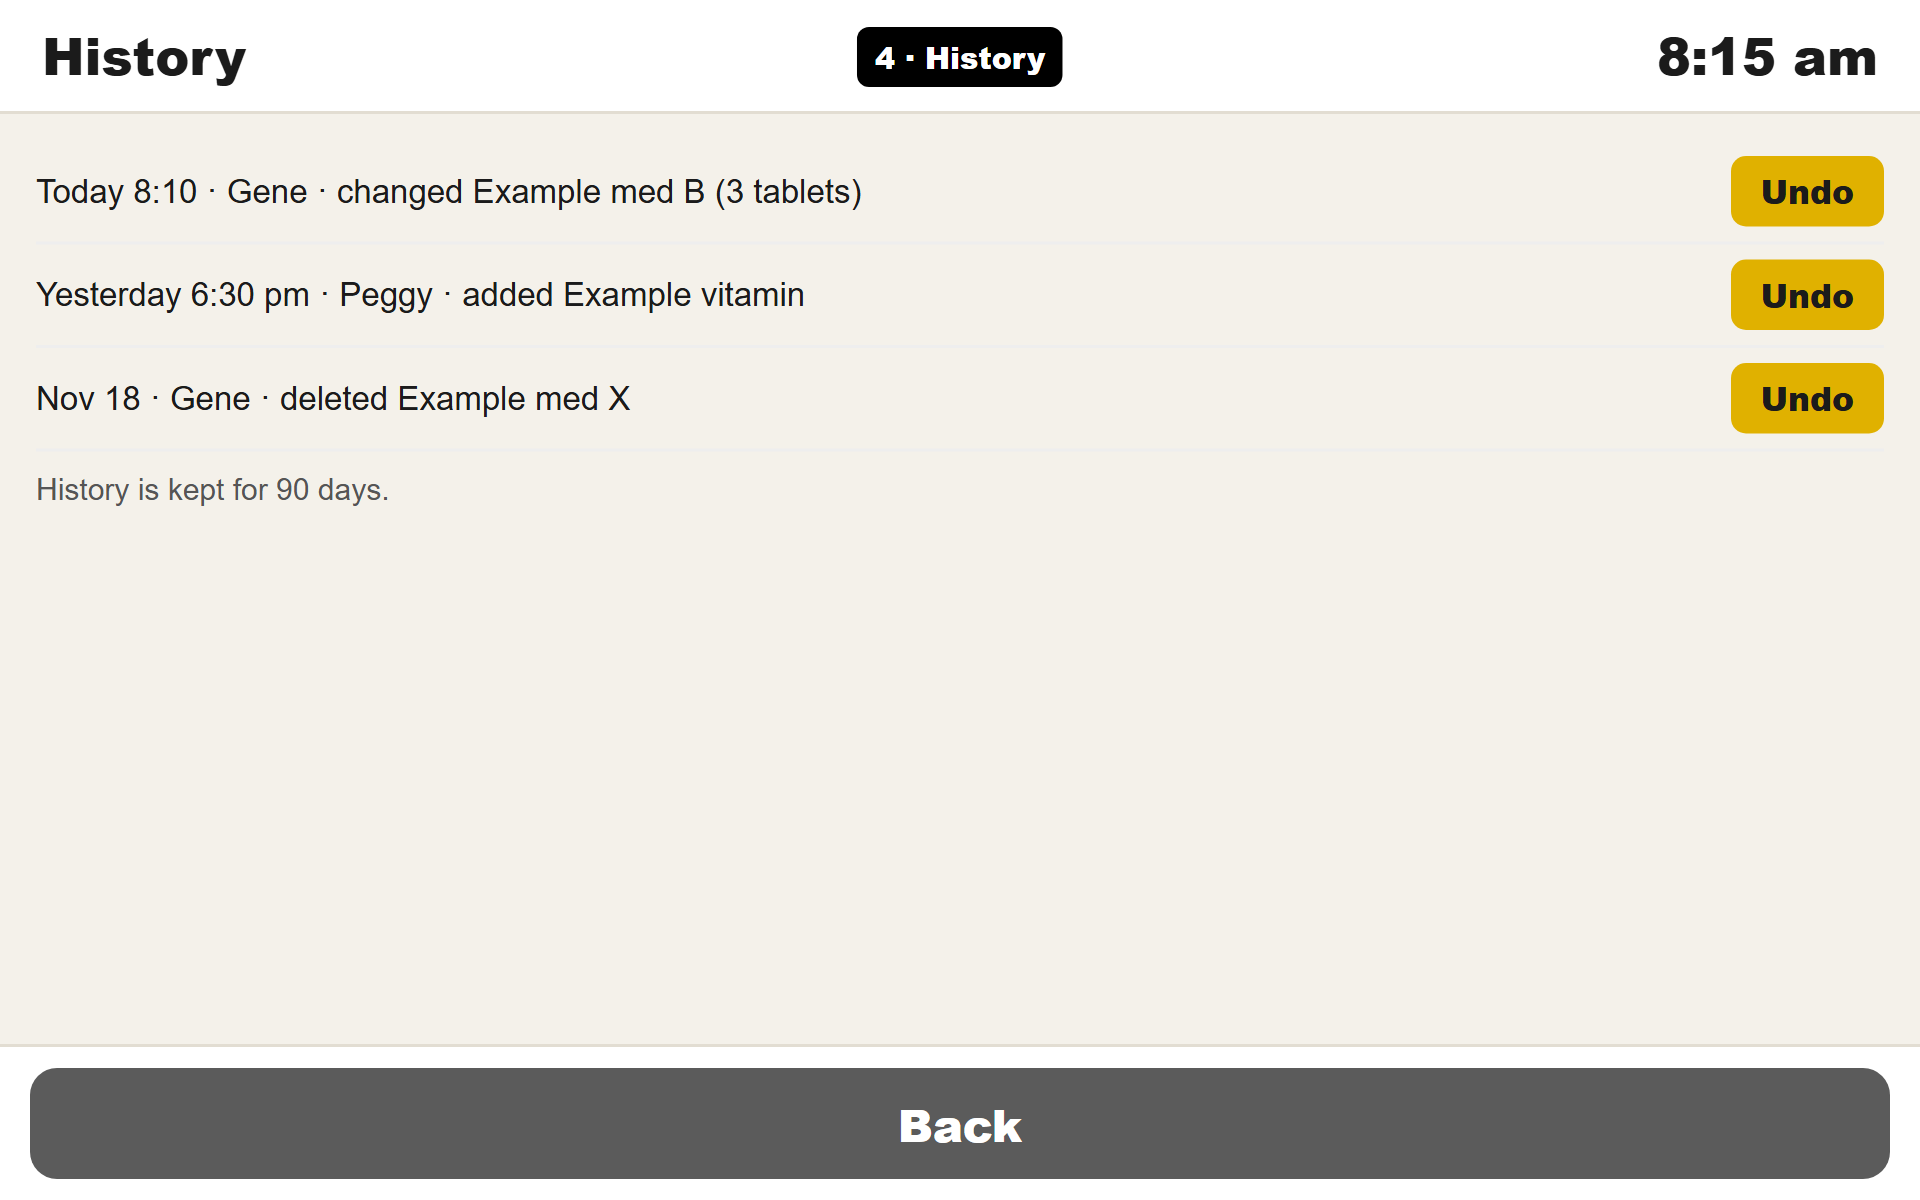 History
4 · History
8:15 am
Today 8:10 · Gene · changed Example med B (3 tablets)
Undo
Yesterday 6:30 pm · Peggy · added Example vitamin
Undo
Nov 18 · Gene · deleted Example med X
Undo
History is kept for 90 days.
Back